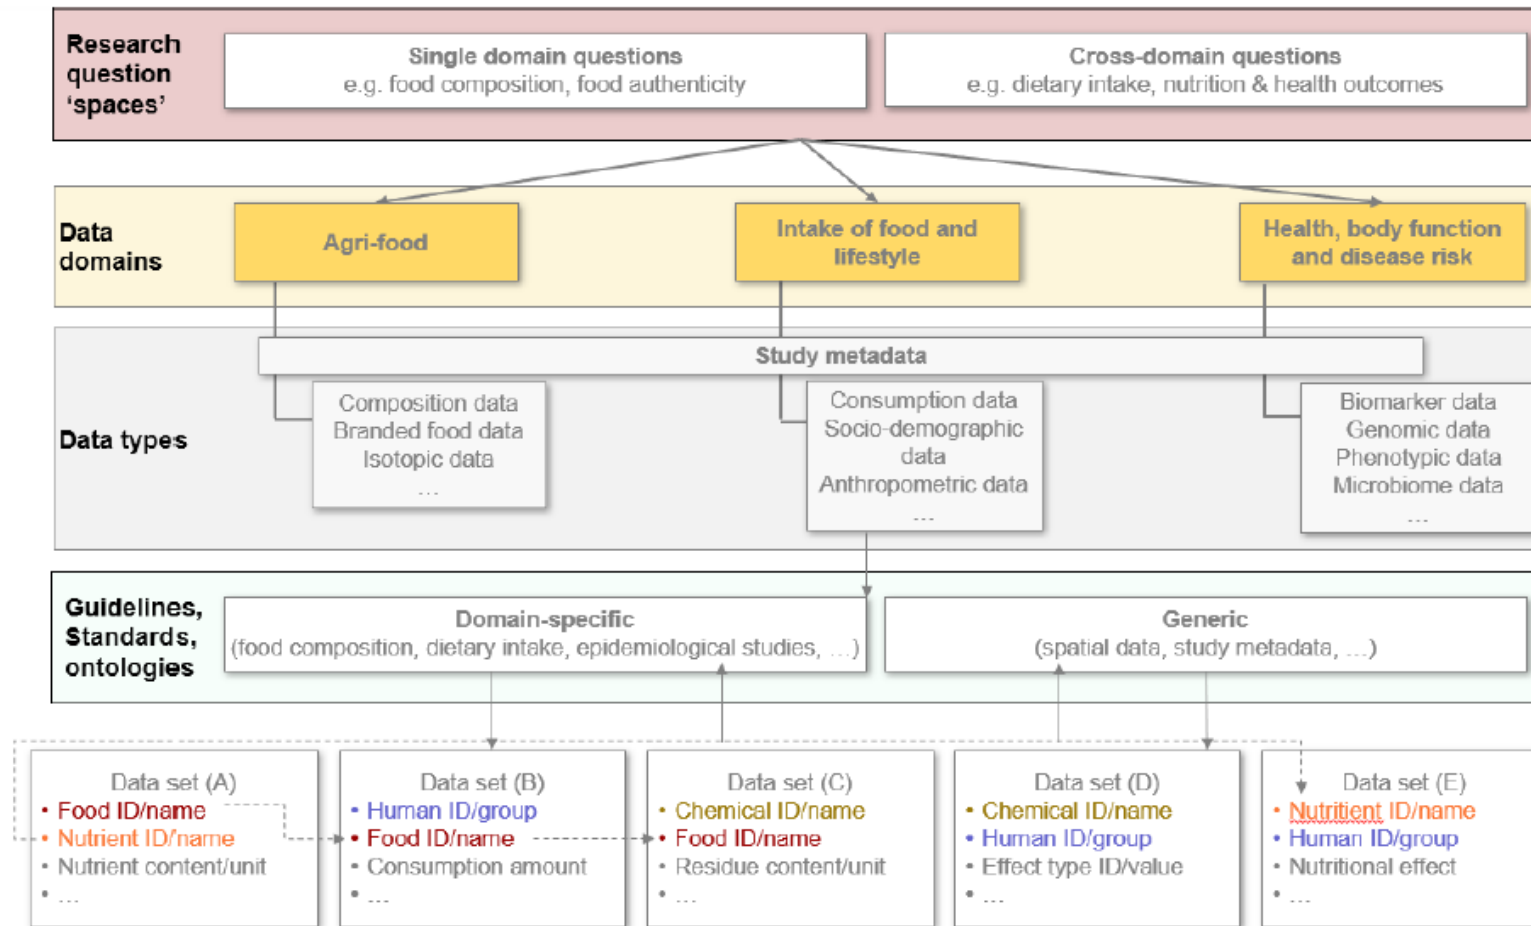 Research
question
‘spaces’
Single domain questions
e.g. food composition, food authenticity
Cross-domain questions
e.g. dietary intake, nutrition & health outcomes
Data
domains
Agri-food
Intake of food and
lifestyle
Health, body function
and disease risk
Data types
Study metadata
Composition data
Branded food data
Isotopic data
...
Consumption data
Socio-demographic
data
Anthropometric data
...
Biomarker data
Genomic data
Phenotypic data
Microbiome data
...
Guidelines,
Standards,
ontologies
Domain-specific
(food composition, dietary intake, epidemiological studies, ...)
Generic
(spatial data, study metadata, ...)
Data set (A)
• Food ID/name
• Nutrient ID/name
• Nutrient content/unit
• ...
Data set (B)
• Human ID/group
• Food ID/name
• Consumption amount
• ...
Data set (C)
• Chemical ID/name
• Food ID/name
• Residue content/unit
• ...
Data set (D)
• Chemical ID/name
• Human ID/group
• Effect type ID/value
• ...
Data set (E)
• Nutritient ID/name
• Human ID/group
• Nutritional effect
• ...